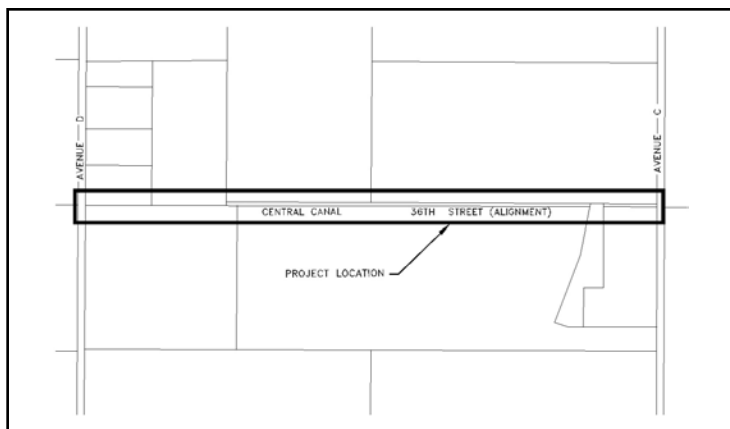 AVENUE D
AVENUE C
CENTRAL CANAL 36TH STREET (ALIGNMENT)
PROJECT LOCATION